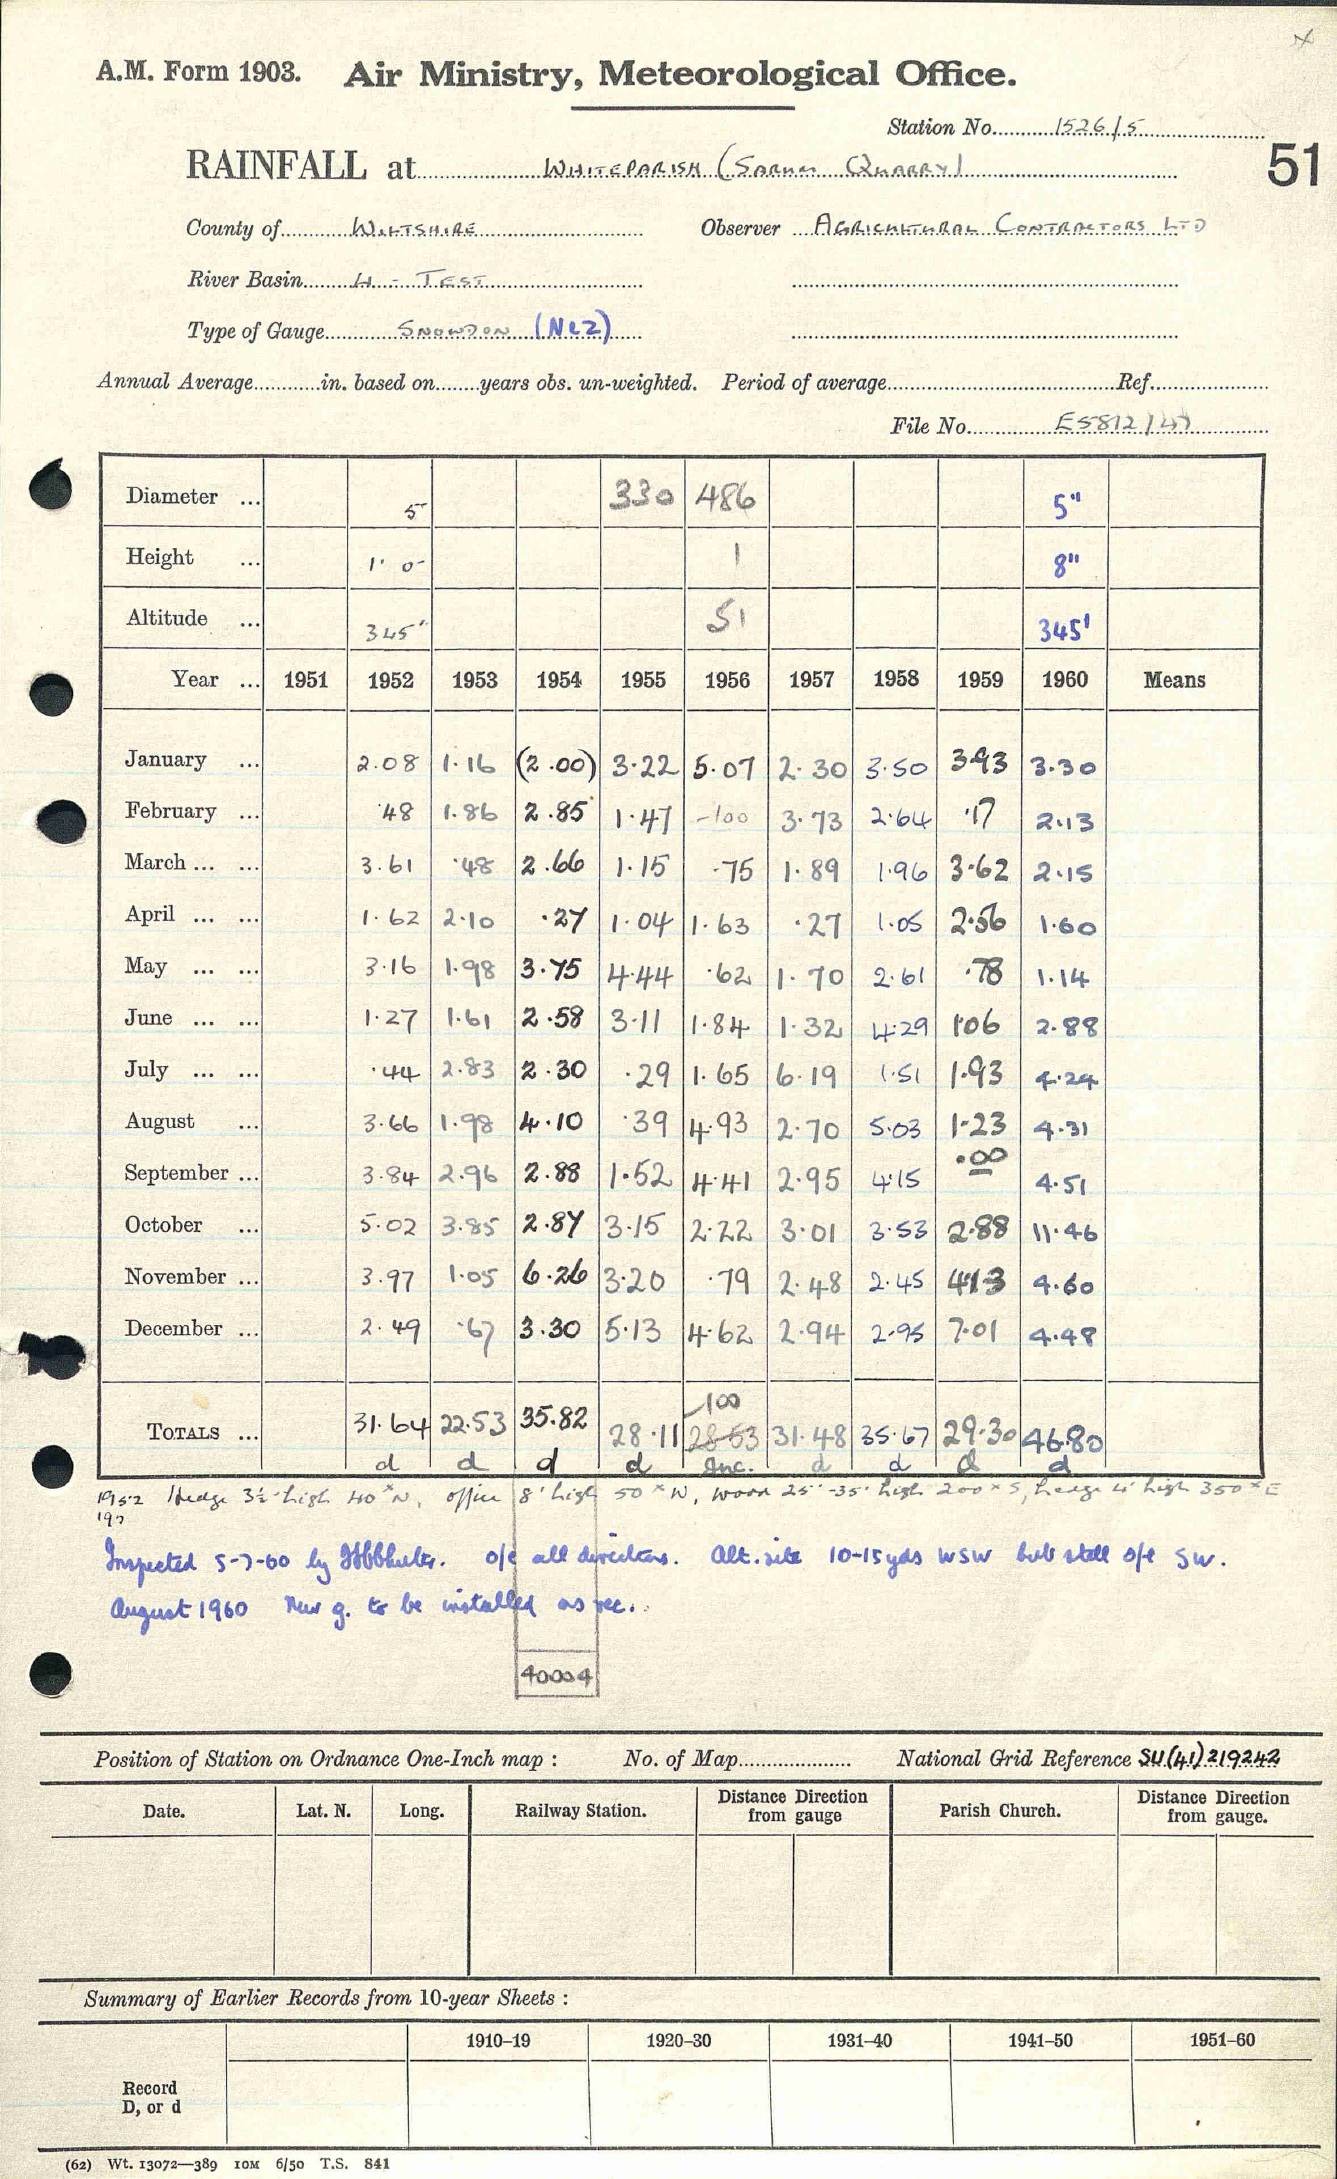 A.M. Form 1903. Air Ministry, Meteorological Office.
Station No. 1526/5
RAINFALL at WHITEPARISH (SARUM QUARRY) 51
County of WILTSHIRE Observer AGRICULTURAL CONTRACTORS LTD
River Basin 4 - TEST
Type of Gauge SNOWDON (Nc2)
Annual Average in. based on years obs. un-weighted. Period of average Ref.
File No. E5812/47
Diameter ... 5 330 486 5"
Height ... 1' 0" 1 8"
Altitude ... 345' 51 345'
Year ... 1951 1952 1953 1954 1955 1956 1957 1958 1959 1960 Means
January ... 2.08 1.16 (2.00) 3.22 5.07 2.30 3.50 3.93 3.30
February ... .48 1.86 2.85 1.47 -100 3.73 2.64 .17 2.13
March ... ... 3.61 .48 2.66 1.15 .75 1.89 1.96 3.62 2.15
April ... ... 1.62 2.10 .27 1.04 1.63 .27 1.05 2.56 1.60
May ... ... 3.16 1.98 3.75 4.44 .62 1.70 2.61 .78 1.14
June ... ... 1.27 1.61 2.58 3.11 1.84 1.32 4.29 1.06 2.88
July ... ... .44 2.83 2.30 .29 1.65 6.19 1.51 1.93 4.24
August ... 3.66 1.98 4.10 .39 4.93 2.70 5.03 1.23 4.31
September ... 3.84 2.96 2.88 1.52 4.41 2.95 4.15 .00 4.51
October ... 5.02 3.85 2.87 3.15 2.22 3.01 3.53 2.88 11.46
November ... 3.97 1.05 6.26 3.20 .79 2.48 2.45 4.13 4.60
December ... 2.49 .67 3.30 5.13 4.62 2.94 2.95 7.01 4.48
-100
TOTALS ... 31.64 22.53 35.82 28.11 28.53 31.48 35.67 29.30 46.80
d d d d Inc. d d d d
1952 Hedge 3½' high 40 x N, office 8' high 50 x W, wood 25'-35' high 200 x S, hedge 4' high 350 x E
197
Inspected 5-7-60 by o/e all directions. Alt. site 10-15yds WSW but still o/e SW.
August 1960 New g. to be installed as rec.
40004
Position of Station on Ordnance One-Inch map : No. of Map National Grid Reference SU(41)219242
Date. Lat. N. Long. Railway Station. Distance Direction from gauge Parish Church. Distance Direction from gauge.
Summary of Earlier Records from 10-year Sheets :
1910–19 1920–30 1931–40 1941–50 1951–60
Record
D, or d
(62) Wt. 13072—389 10M 6/50 T.S. 841